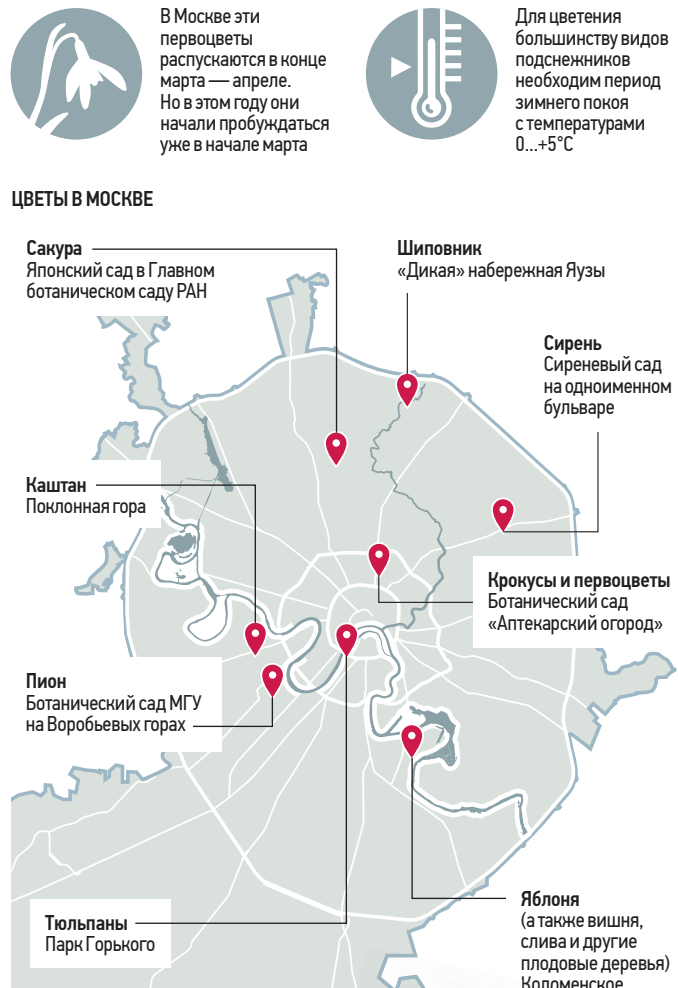 В Москве эти
первоцветы
распускаются в конце
марта — апреле.
Но в этом году они
начали пробуждаться
уже в начале марта
Для цветения
большинству видов
подснежников
необходим период
зимнего покоя
с температурами
0...+5°С
ЦВЕТЫ В МОСКВЕ
Сакура
Японский сад в Главном
ботаническом саду РАН
Шиповник
«Дикая» набережная Яузы
Сирень
Сиреневый сад
на одноименном
бульваре
Каштан
Поклонная гора
Крокусы и первоцветы
Ботанический сад
«Аптекарский огород»
Пион
Ботанический сад МГУ
на Воробьевых горах
Тюльпаны
Парк Горького
Яблоня
(а также вишня,
слива и другие
плодовые деревья)
Коломенское